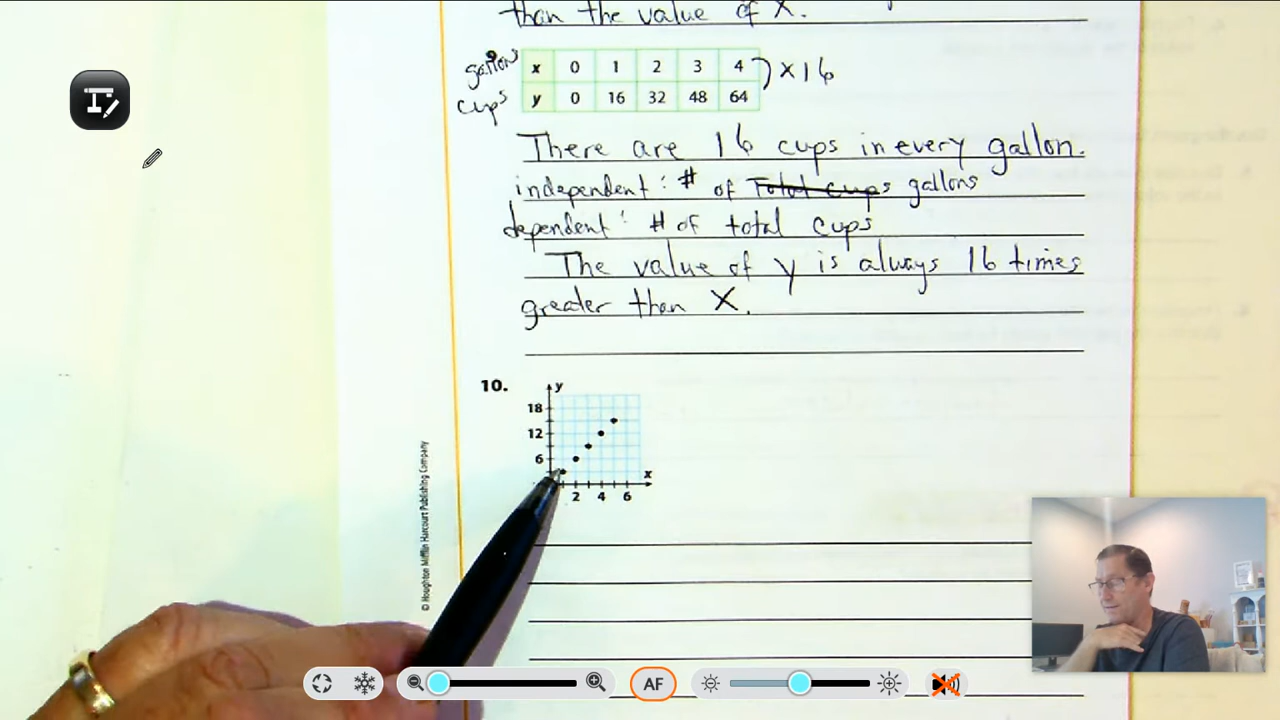 than the value of X.
gallons x 0 1 2 3 4 ×16
cups y 0 16 32 48 64
There are 16 cups in every gallon.
independent: # of Total cups gallons
dependent: # of total cups
The value of y is always 16 times
greater than X.
10.
y
18
12
6
x
2 4 6
© Houghton Mifflin Harcourt Publishing Company
AF